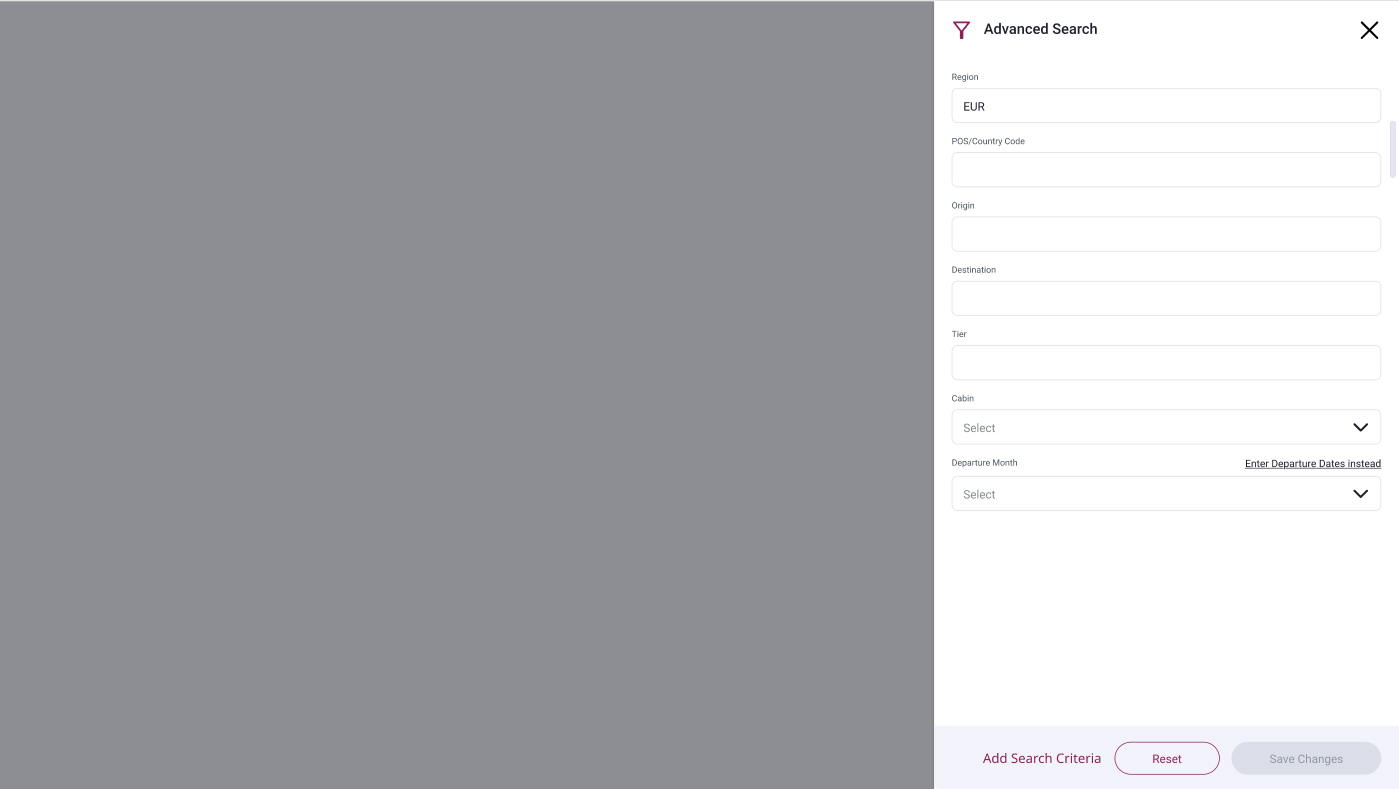 Advanced Search
Region
EUR
POS/Country Code
Origin
Destination
Tier
Cabin
Select
Departure Month Enter Departure Dates instead
Select
Add Search Criteria Reset Save Changes